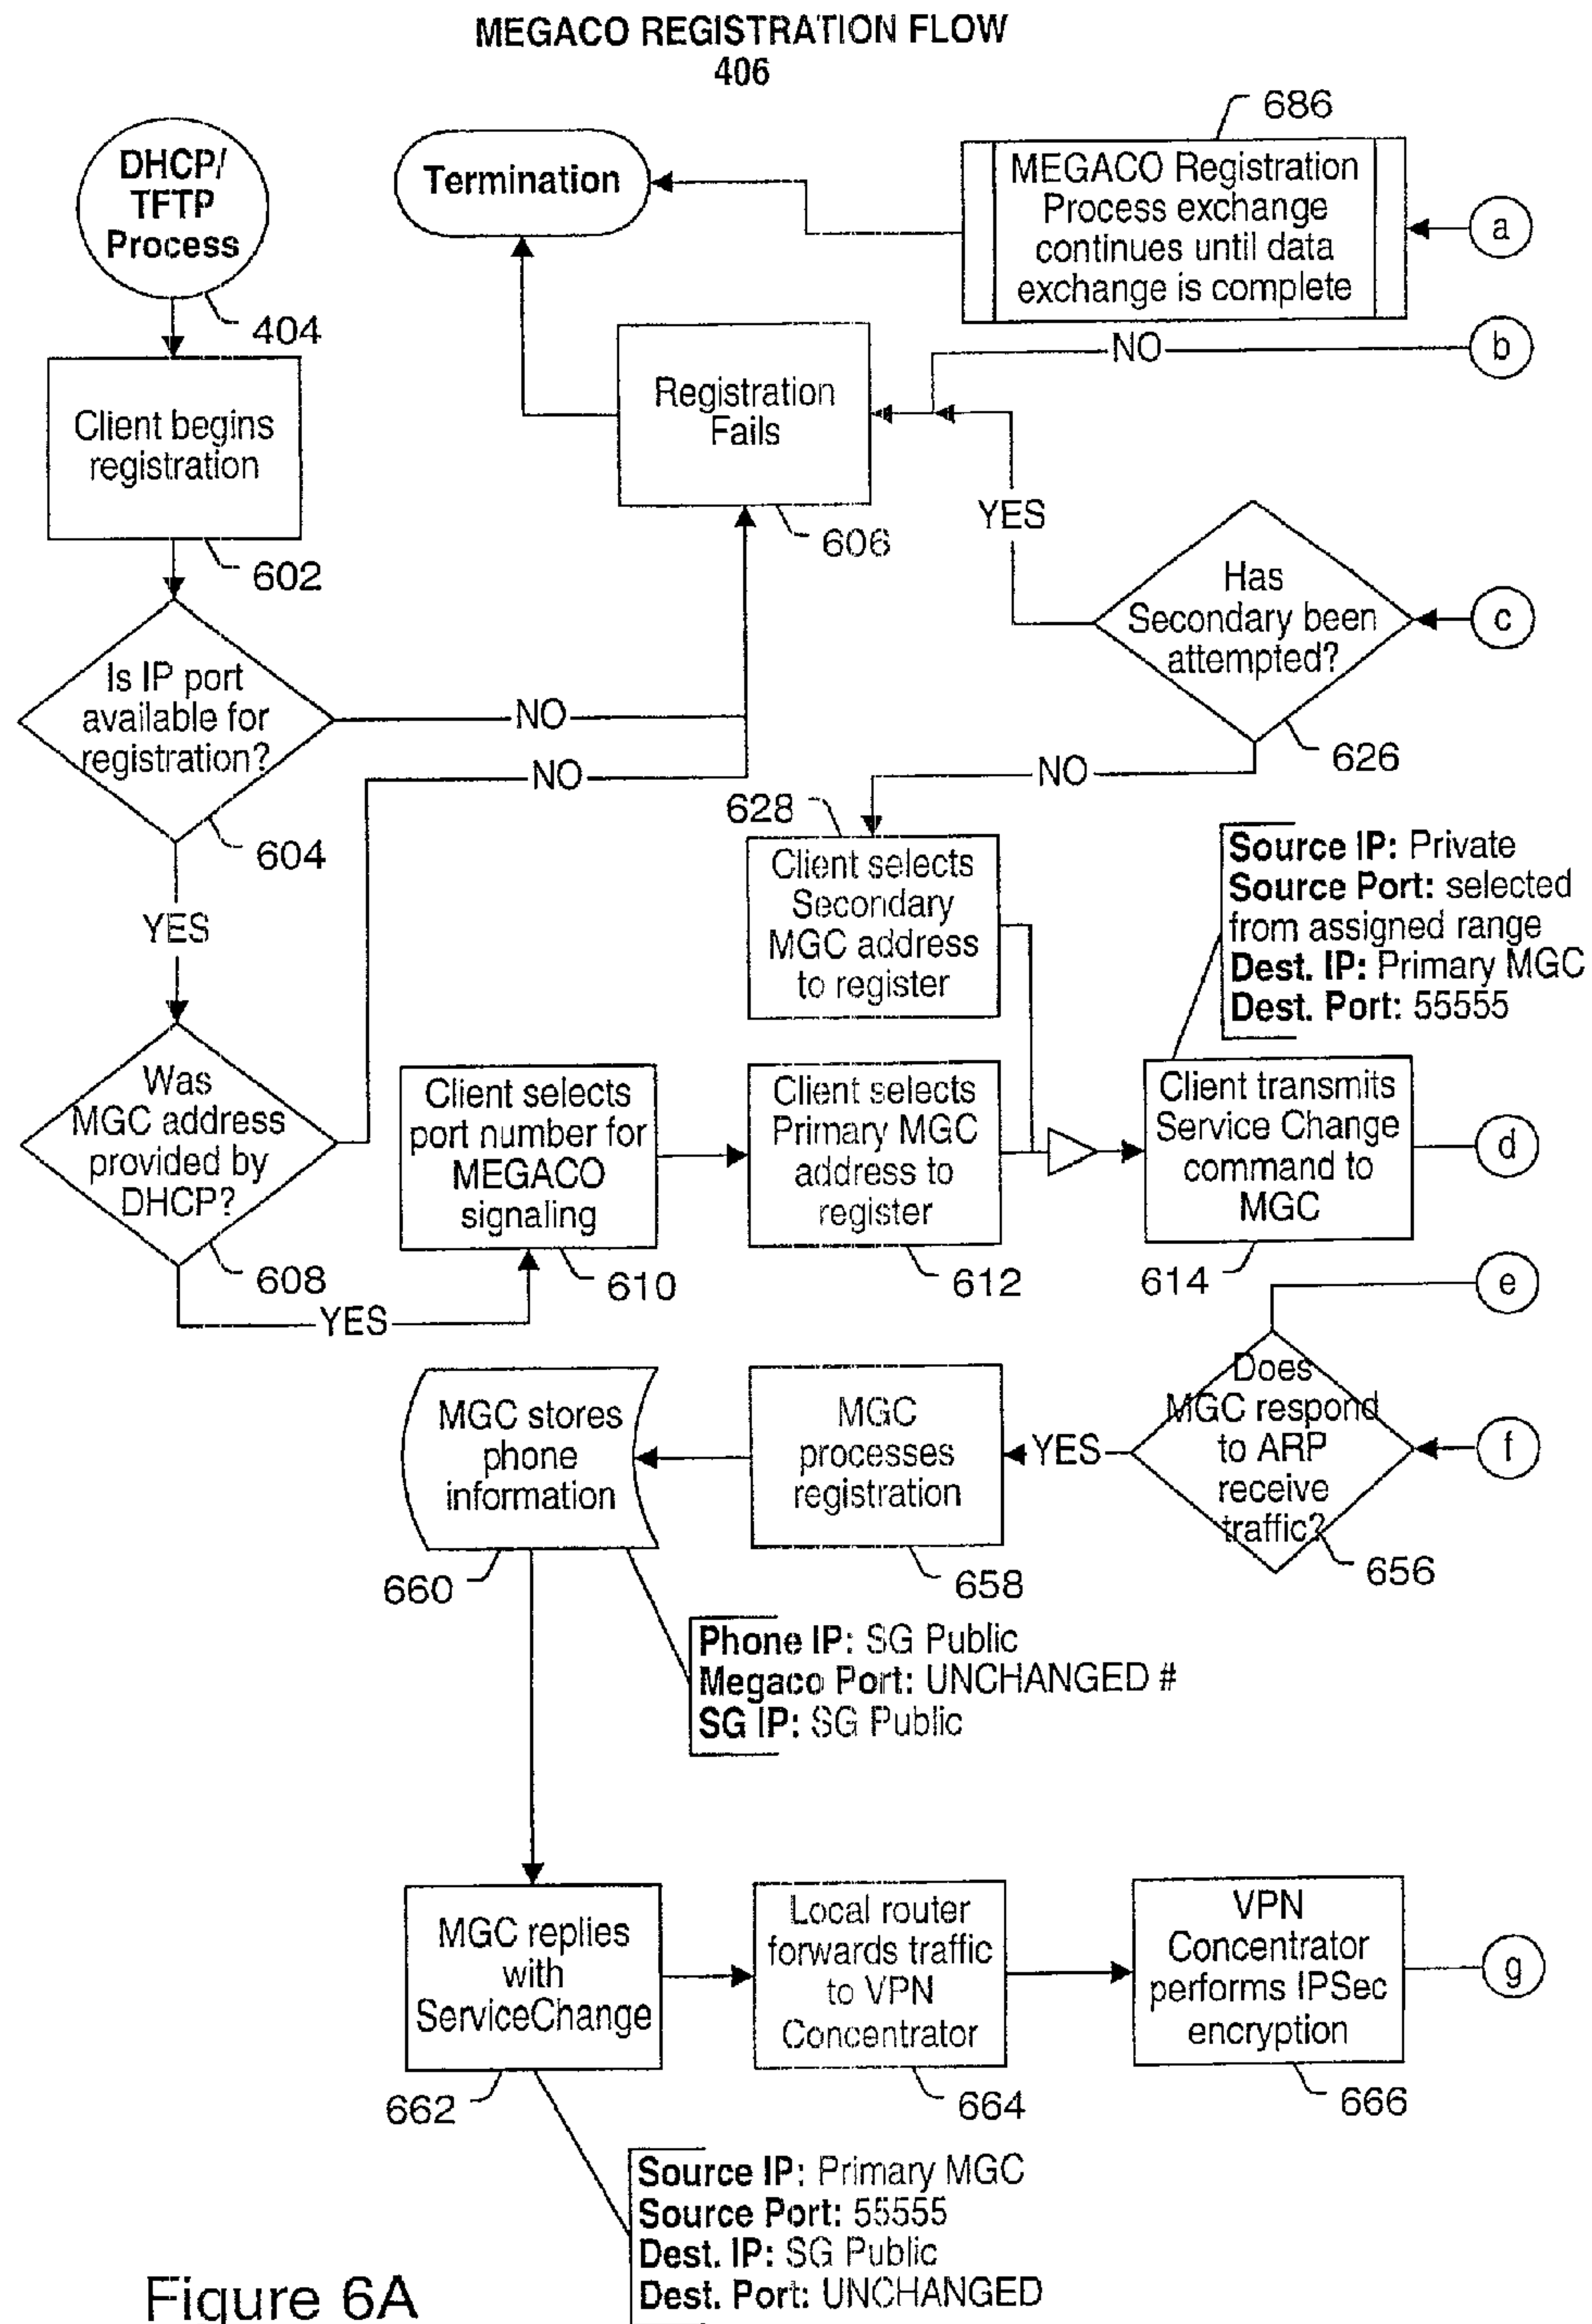 MEGACO REGISTRATION FLOW
406
DHCP/
TFTP
Process
404
Termination
686
MEGACO Registration
Process exchange
continues until data
exchange is complete
a
Client begins
registration
602
Registration
Fails
606
NO
b
YES
Has
Secondary been
attempted?
626
c
Is IP port
available for
registration?
604
NO
NO
NO
YES
628
Client selects
Secondary
MGC address
to register
Source IP: Private
Source Port: selected
from assigned range
Dest. IP: Primary MGC
Dest. Port: 55555
Was
MGC address
provided by
DHCP?
608
YES
Client selects
port number for
MEGACO
signaling
610
Client selects
Primary MGC
address to
register
612
Client transmits
Service Change
command to
MGC
614
d
e
MGC stores
phone
information
660
MGC
processes
registration
658
YES
Does
MGC respond
to ARP
receive
traffic?
656
f
Phone IP: SG Public
Megaco Port: UNCHANGED #
SG IP: SG Public
MGC replies
with
ServiceChange
662
Local router
forwards traffic
to VPN
Concentrator
664
VPN
Concentrator
performs IPSec
encryption
666
g
Source IP: Primary MGC
Source Port: 55555
Dest. IP: SG Public
Dest. Port: UNCHANGED
Figure 6A